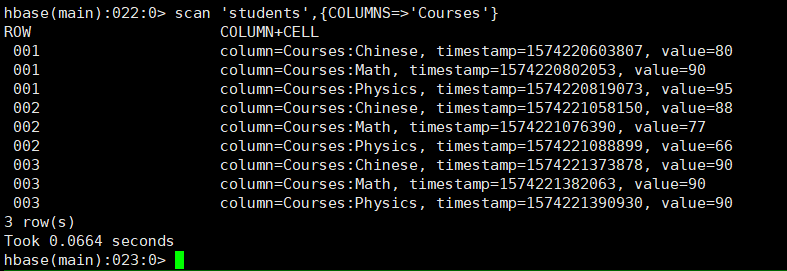 hbase(main):022:0> scan 'students',{COLUMNS=>'Courses'}
ROW COLUMN+CELL
001 column=Courses:Chinese, timestamp=1574220603807, value=80
001 column=Courses:Math, timestamp=1574220802053, value=90
001 column=Courses:Physics, timestamp=1574220819073, value=95
002 column=Courses:Chinese, timestamp=1574221058150, value=88
002 column=Courses:Math, timestamp=1574221076390, value=77
002 column=Courses:Physics, timestamp=1574221088899, value=66
003 column=Courses:Chinese, timestamp=1574221373878, value=90
003 column=Courses:Math, timestamp=1574221382063, value=90
003 column=Courses:Physics, timestamp=1574221390930, value=90
3 row(s)
Took 0.0664 seconds
hbase(main):023:0>